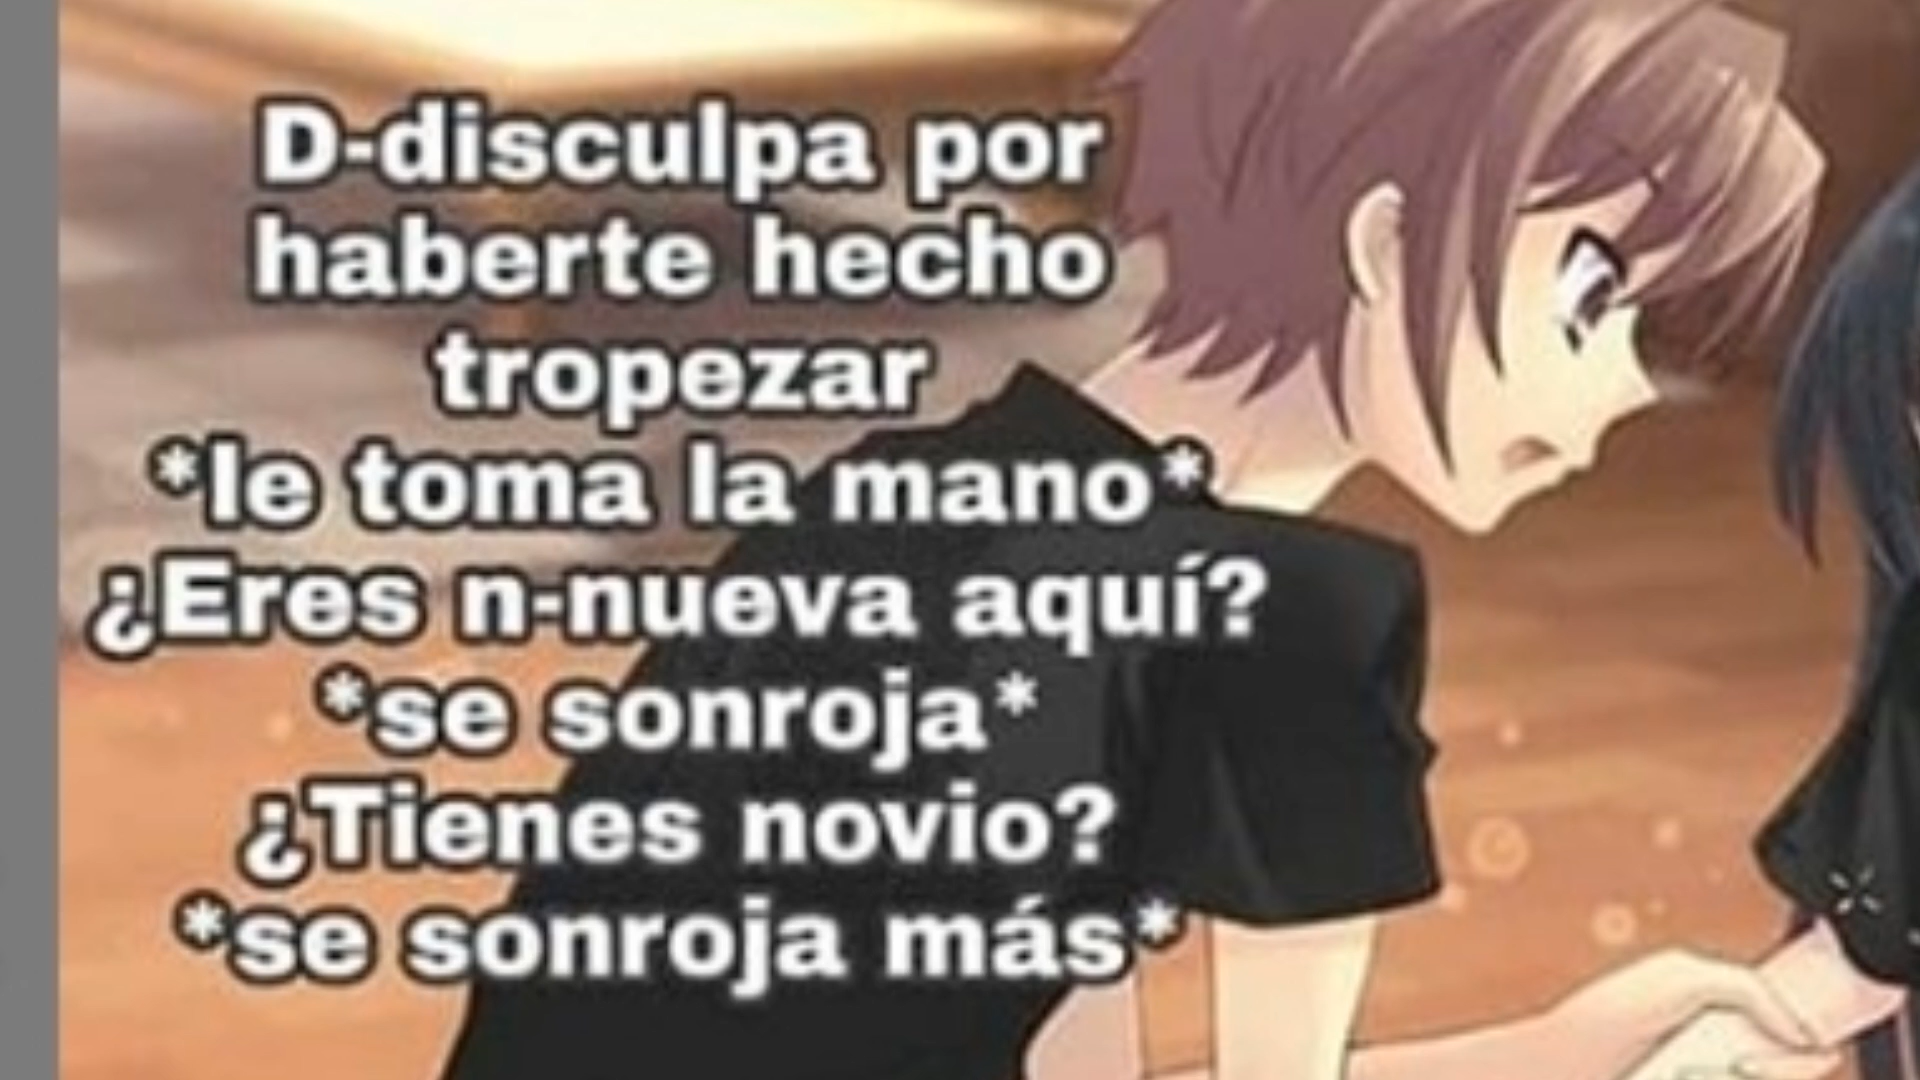 D-disculpa por
haberte hecho
tropezar
*le toma la mano*
¿Eres n-nueva aquí?
*se sonroja*
¿Tienes novio?
*se sonroja más*